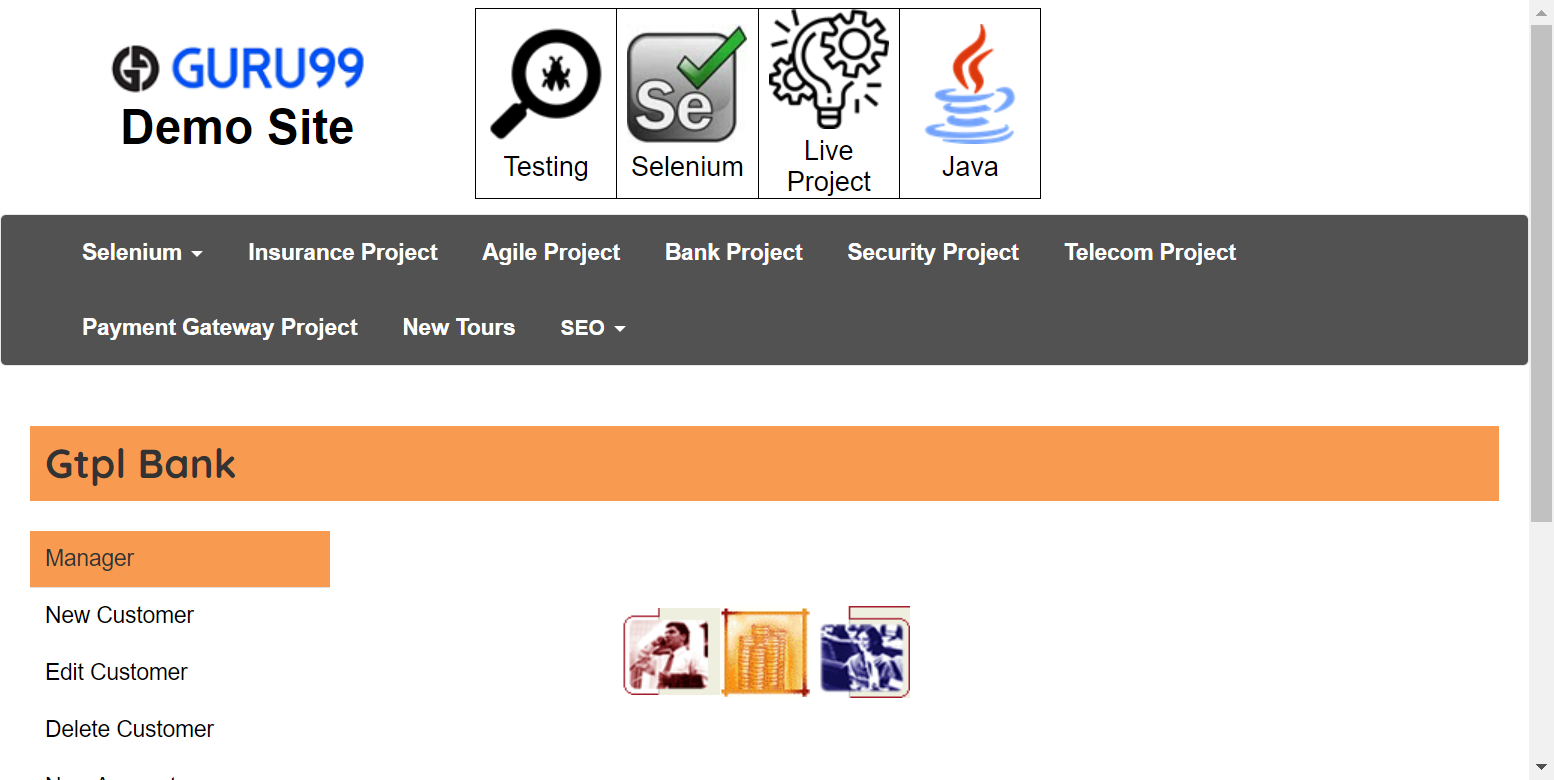 GURU99
Demo Site
Testing
Se
Selenium
Live
Project
Java
Selenium
Insurance Project
Agile Project
Bank Project
Security Project
Telecom Project
Payment Gateway Project
New Tours
SEO
Gtpl Bank
Manager
New Customer
Edit Customer
Delete Customer